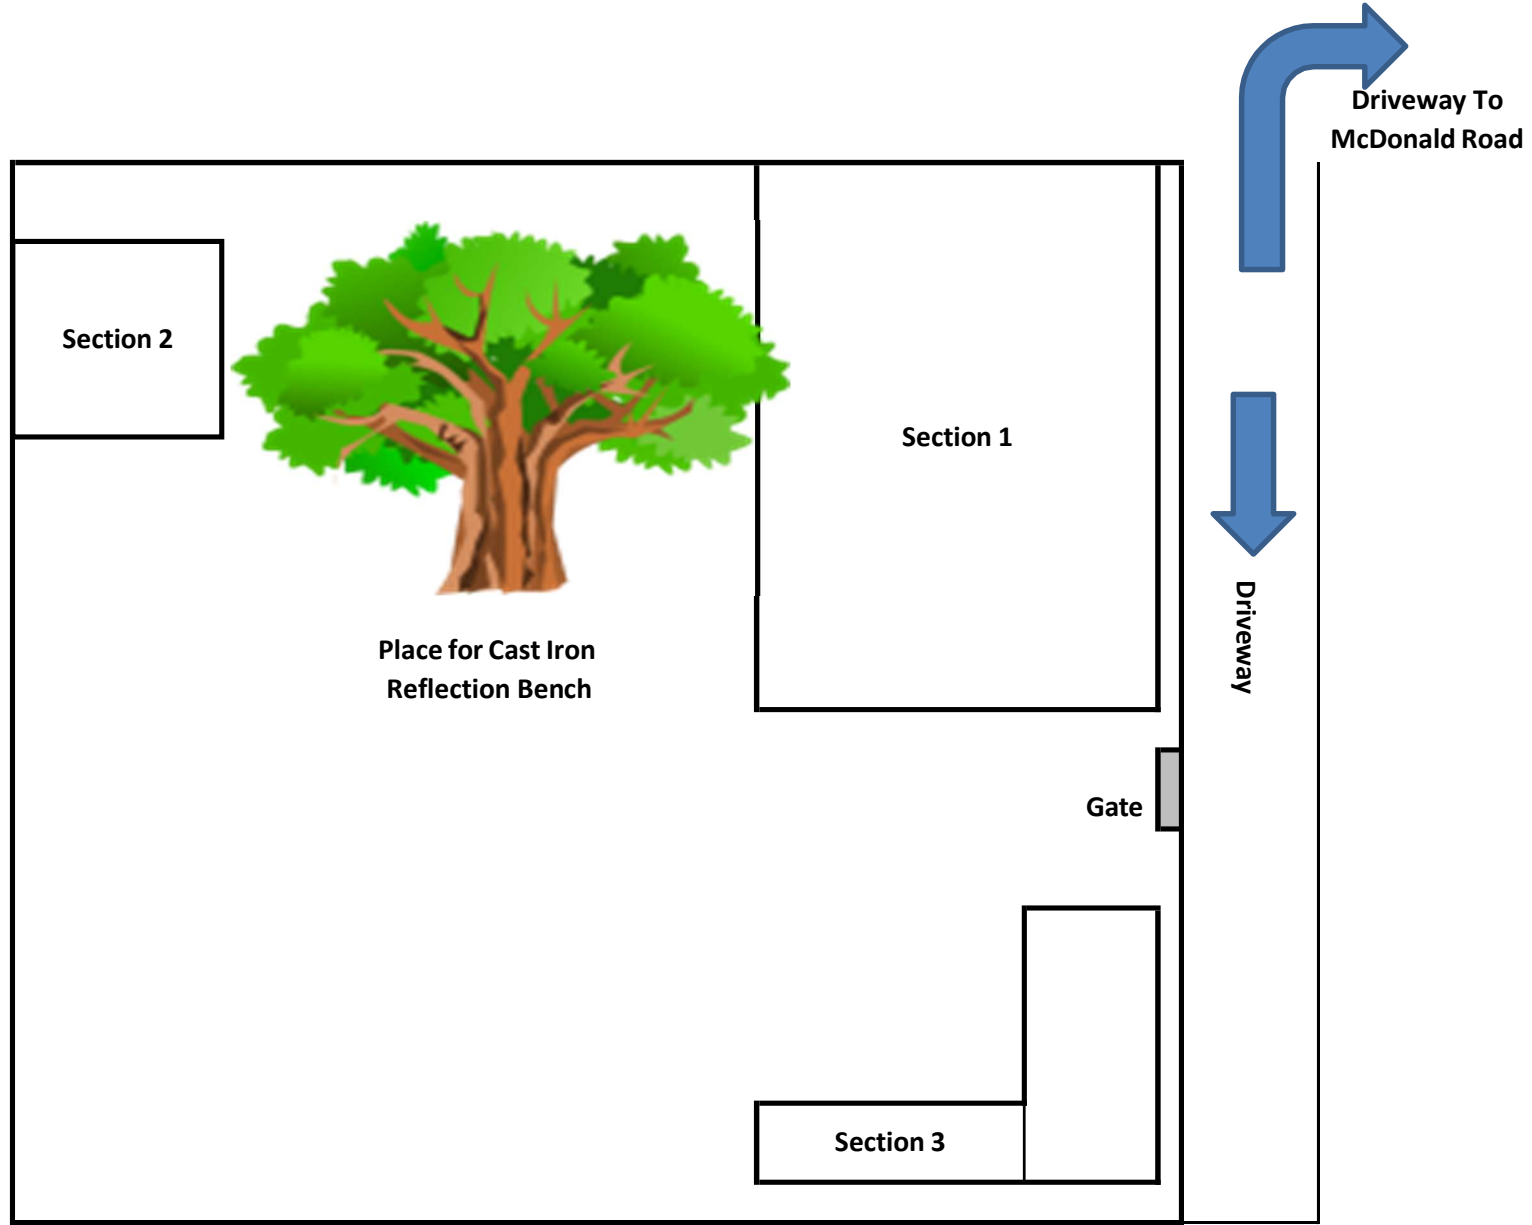 Driveway To
McDonald Road
Section 2
Section 1
Driveway
Place for Cast Iron
Reflection Bench
Gate
Section 3